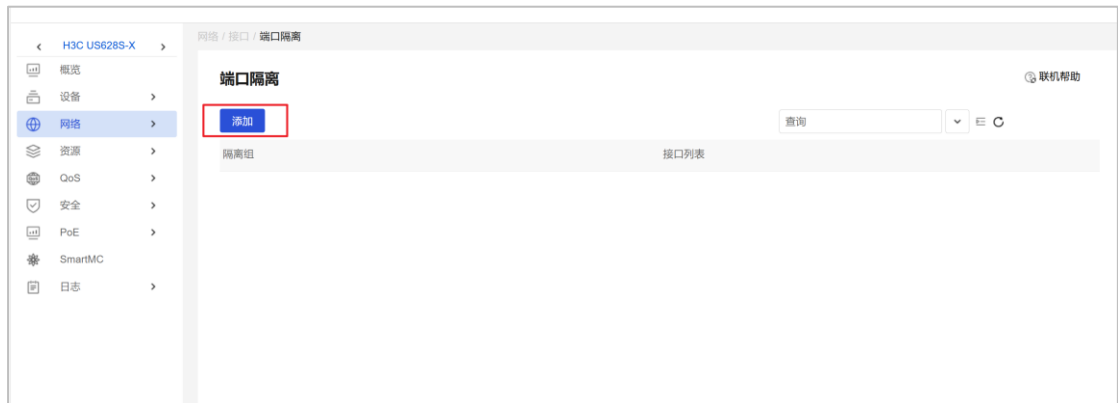 H3C US628S-X
概览
设备
网络
资源
QoS
安全
PoE
SmartMC
日志
网络 / 接口 / 端口隔离
端口隔离
联机帮助
添加
查询
隔离组
接口列表